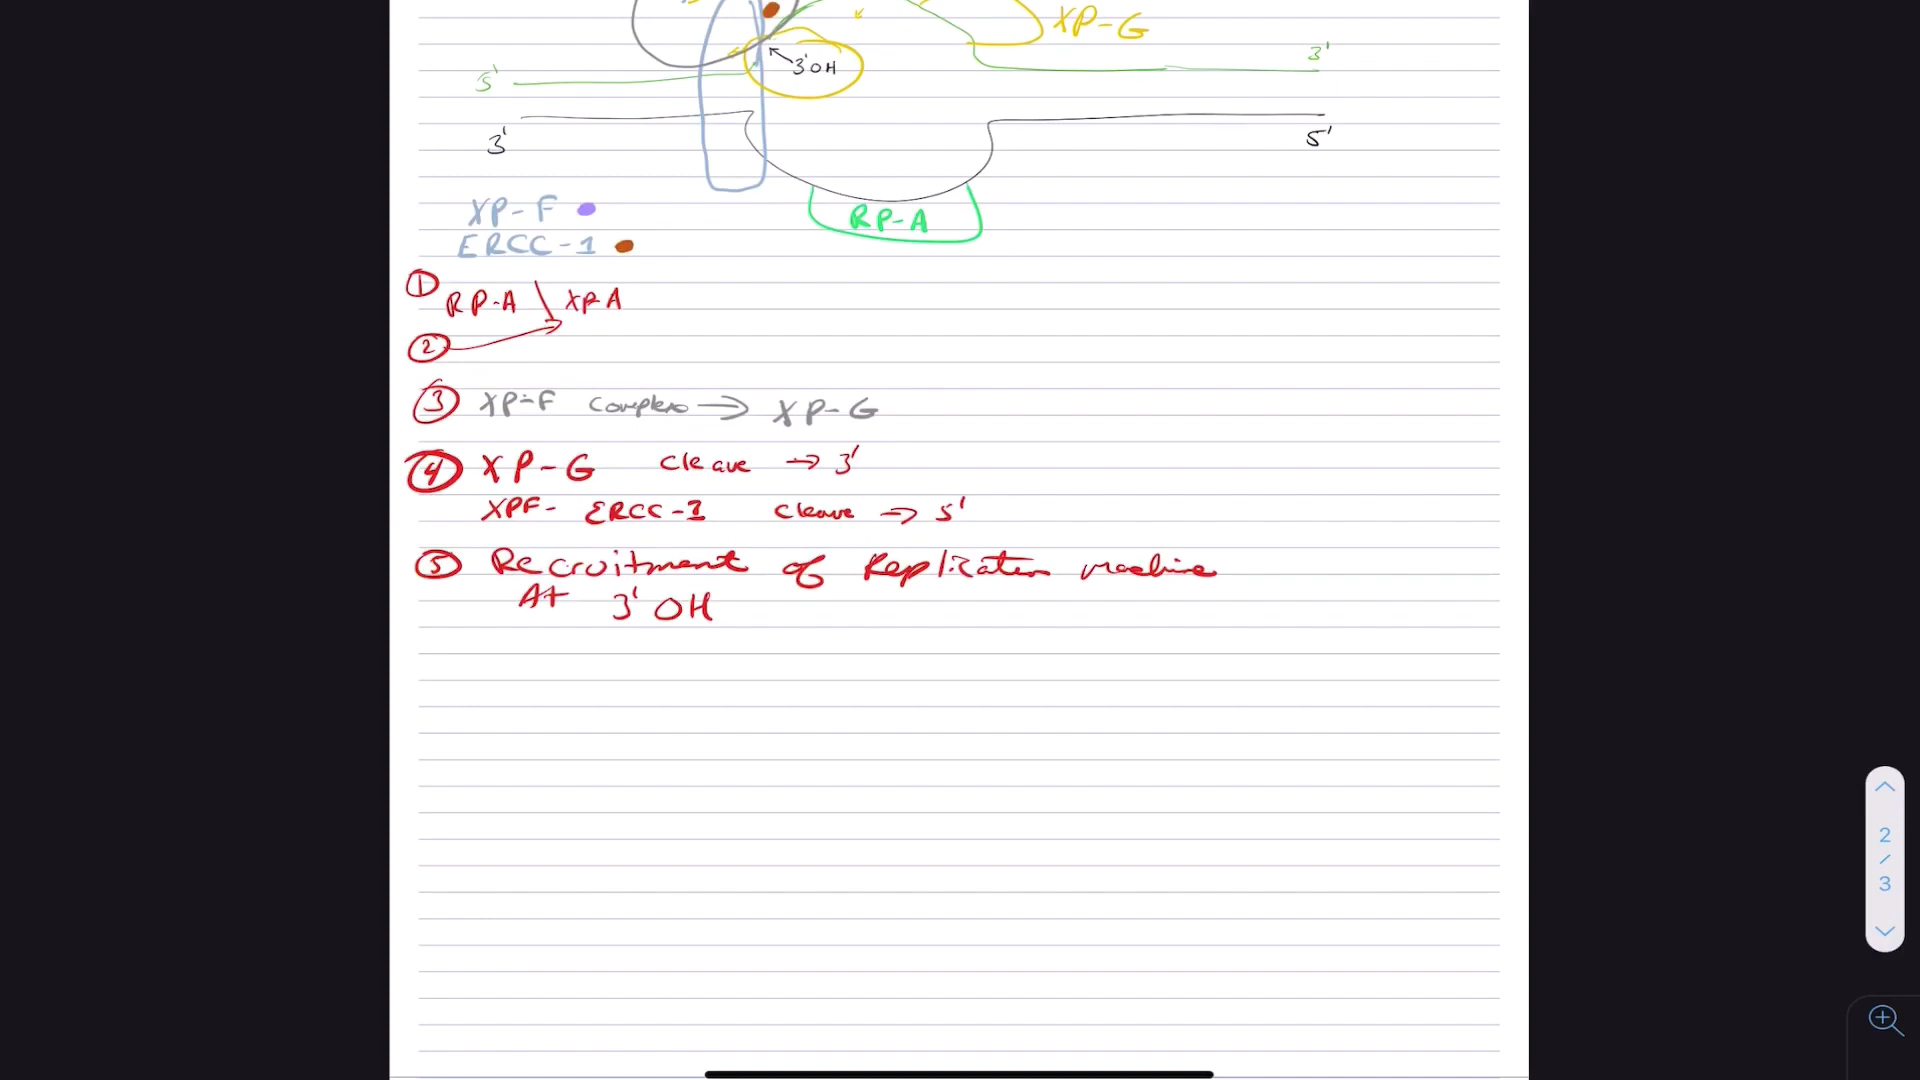 XP-G
3'OH
3'
5'
3'
5'
XP-F
RP-A
ERCC-1
① RP-A \ XPA
②
③ XP-F complex → XP-G
④ XP-G cleave → 3'
XPF- ERCC-1 cleave → 5'
⑤ Recruitment of Replication machine
At 3' OH
2
/
3